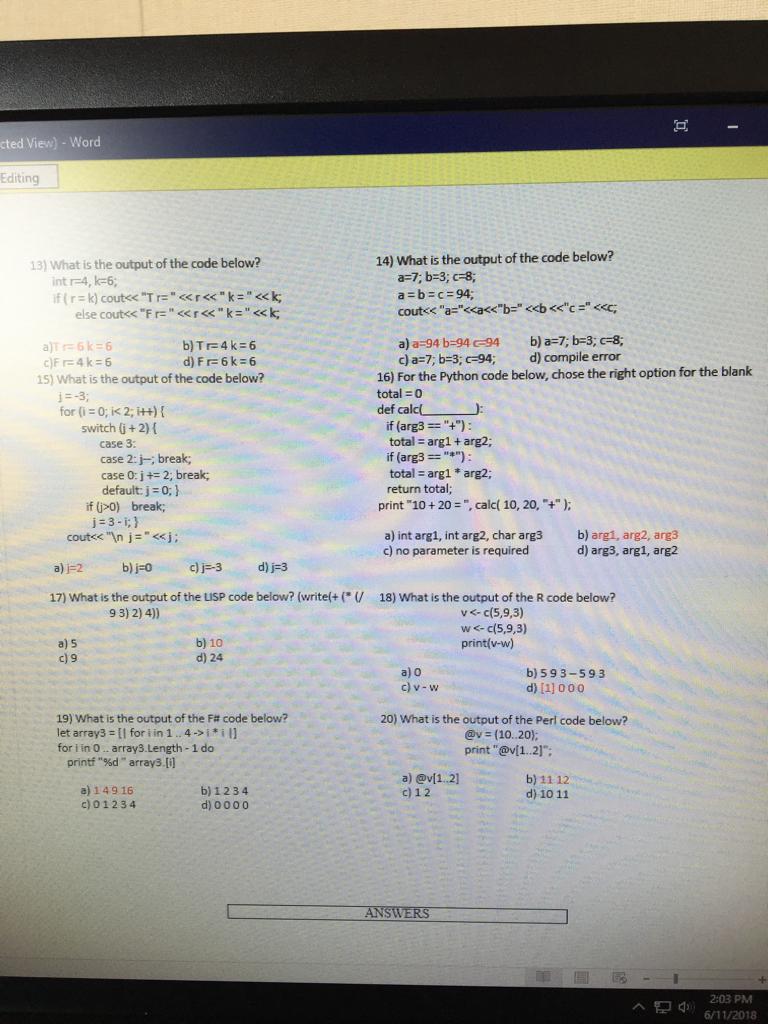 cted View) - Word
Editing
13) What is the output of the code below?
int r=4, k=6;
if ( r = k) cout<< "T r= " <<r << " k = " << k;
else cout<< "F r= " << r << " k = " << k;
a)T r= 6 k = 6
b) T r= 4 k = 6
c)F r= 4 k = 6
d) F r= 6 k = 6
14) What is the output of the code below?
a=7; b=3; c=8;
a = b = c = 94;
cout<< "a="<<a<<"b=" <<b <<"c =" <<c;
a) a=94 b=94 c=94
b) a=7; b=3; c=8;
c) a=7; b=3; c=94;
d) compile error
15) What is the output of the code below?
j = -3;
for (i = 0; i< 2; i++) {
switch (j + 2) {
case 3:
case 2: j--; break;
case 0: j += 2; break;
default: j = 0; }
if (j>0) break;
j = 3 - i; }
cout<< "\n j = " << j ;
a) j=2
b) j=0
c) j=-3
d) j=3
16) For the Python code below, chose the right option for the blank
total = 0
def calc(_________):
if (arg3 == "+") :
total = arg1 + arg2;
if (arg3 == "*") :
total = arg1 * arg2;
return total;
print "10 + 20 = ", calc( 10, 20, "+" );
a) int arg1, int arg2, char arg3
b) arg1, arg2, arg3
c) no parameter is required
d) arg3, arg1, arg2
17) What is the output of the LISP code below? (write(+ (* (/
9 3) 2) 4))
a) 5
b) 10
c) 9
d) 24
18) What is the output of the R code below?
v <- c(5,9,3)
w <- c(5,9,3)
print(v-w)
a) 0
b) 5 9 3 – 5 9 3
c) v - w
d) [1] 0 0 0
19) What is the output of the F# code below?
let array3 = [| for i in 1 .. 4 -> i * i |]
for i in 0 .. array3.Length - 1 do
printf "%d " array3.[i]
a) 1 4 9 16
b) 1 2 3 4
c) 0 1 2 3 4
d) 0 0 0 0
20) What is the output of the Perl code below?
@v = (10..20);
print "@v[1..2]";
a) @v[1..2]
b) 11 12
c) 1 2
d) 10 11
ANSWERS
2:03 PM
6/11/2018